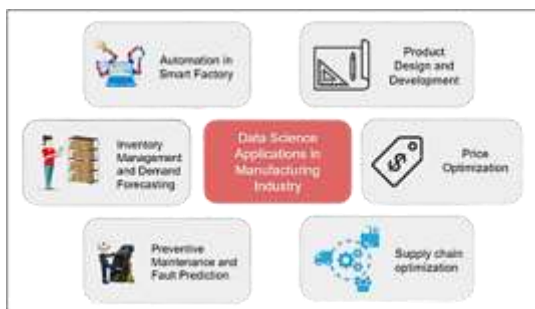 Automation in
Smart Factory
Product
Design and
Development
Inventory
Management
and Demand
Forecasting
Data Science
Applications in
Manufacturing
Industry
Price
Optimization
Preventive
Maintenance and
Fault Prediction
Supply chain
optimization